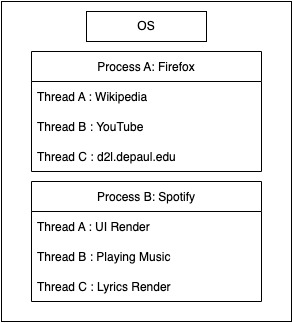 OS
Process A: Firefox
Thread A : Wikipedia
Thread B : YouTube
Thread C : d2l.depaul.edu
Process B: Spotify
Thread A : UI Render
Thread B : Playing Music
Thread C : Lyrics Render